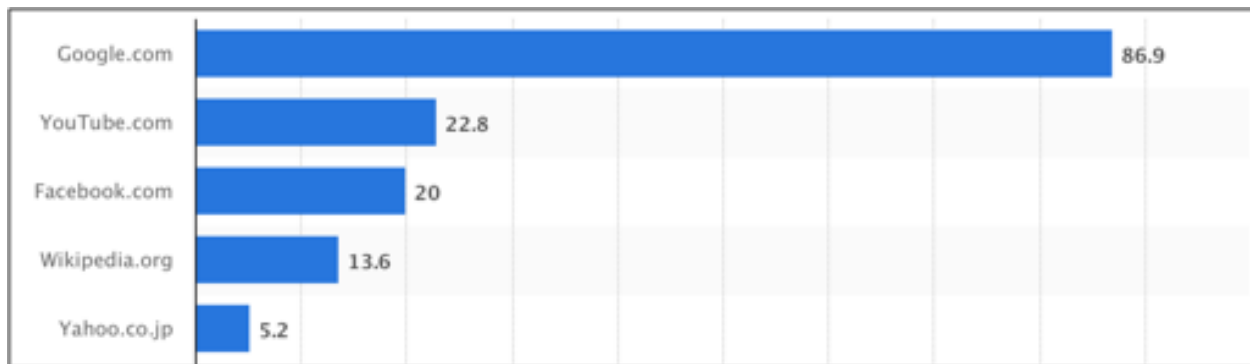 Google.com 86.9
YouTube.com 22.8
Facebook.com 20
Wikipedia.org 13.6
Yahoo.co.jp 5.2